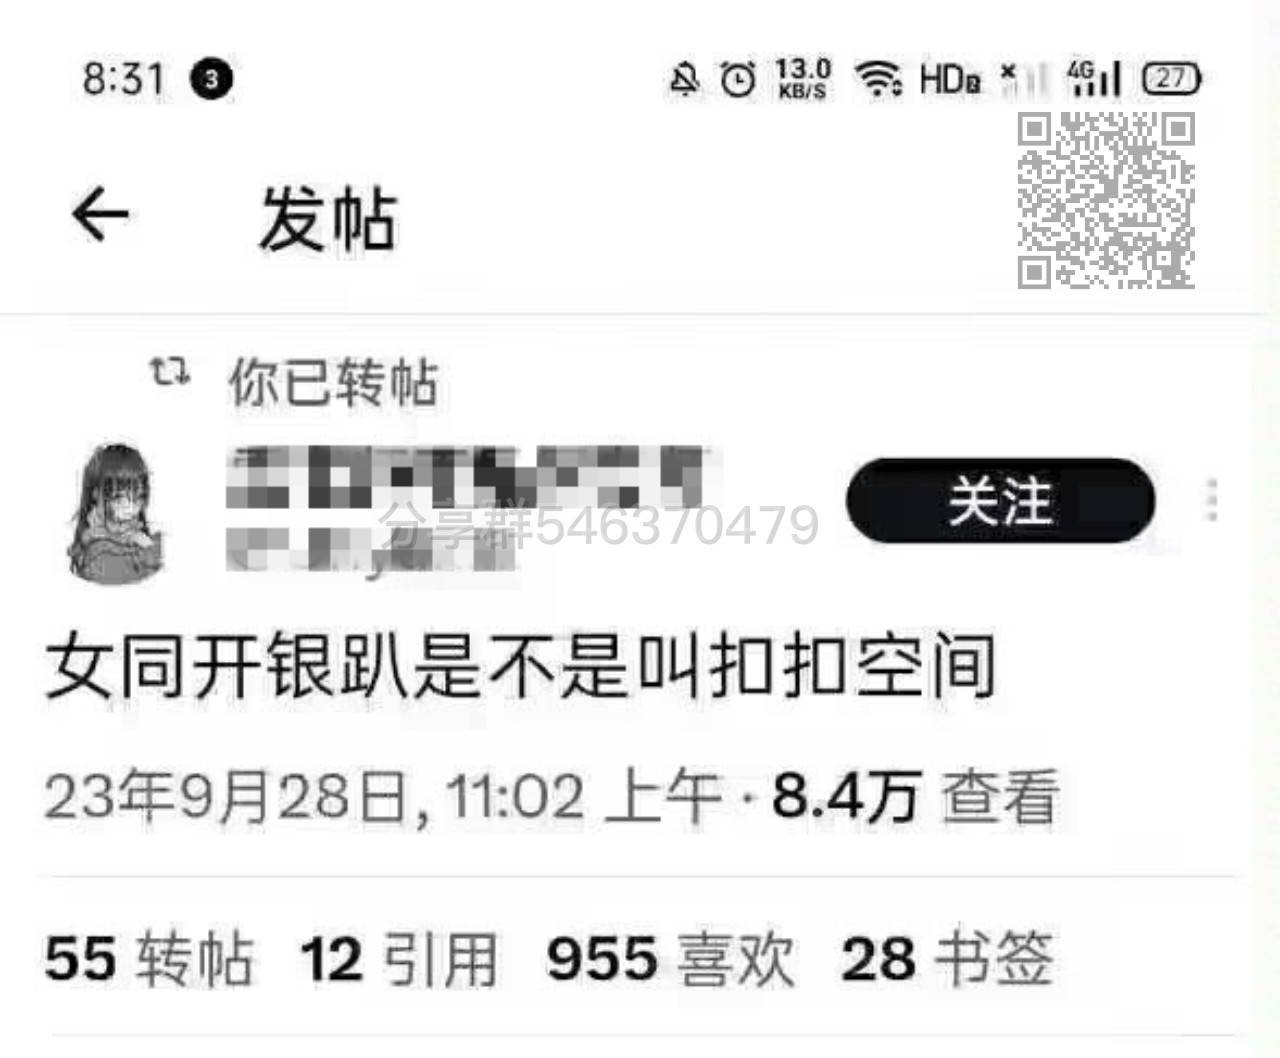 8:31 3 13.0 KB/S HD2 4G 27
发帖
你已转帖
关注
分享群546370479
女同开银趴是不是叫扣扣空间
23年9月28日, 11:02 上午 · 8.4万 查看
55 转帖 12 引用 955 喜欢 28 书签